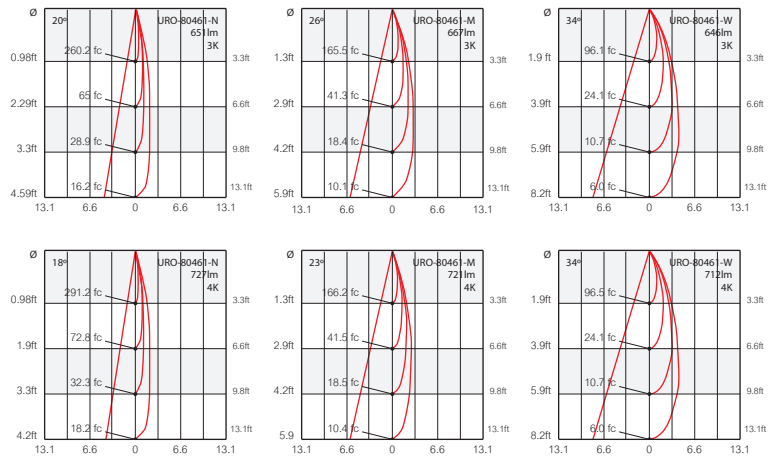 Ø 20º URO-80461-N
651lm
3K
260.2 fc
0.98ft 3.3ft
65 fc
2.29ft 6.6ft
28.9 fc
3.3ft 9.8ft
16.2 fc
4.59ft 13.1ft
13.1 6.6 0 6.6 13.1
Ø 26º URO-80461-M
667lm
3K
165.5 fc
1.3ft 3.3ft
41.3 fc
2.9ft 6.6ft
18.4 fc
4.2ft 9.8ft
10.1 fc
5.9ft 13.1ft
13.1 6.6 0 6.6 13.1
Ø 34º URO-80461-W
646lm
3K
96.1 fc
1.9 ft 3.3ft
24.1 fc
3.9ft 6.6ft
10.7 fc
5.9ft 9.8ft
6.0 fc
8.2ft 13.1ft
13.1 6.6 0 6.6 13.1
Ø 18º URO-80461-N
727lm
4K
291.2 fc
0.98ft 3.3ft
72.8 fc
1.9ft 6.6ft
32.3 fc
3.3ft 9.8ft
18.2 fc
4.2ft 13.1ft
13.1 6.6 0 6.6 13.1
Ø 23º URO-80461-M
721lm
4K
166.2 fc
1.3ft 3.3ft
41.5 fc
2.9ft 6.6ft
18.5 fc
4.2ft 9.8ft
10.4 fc
5.9 13.1ft
13.1 6.6 0 6.6 13.1
Ø 34º URO-80461-W
712lm
4K
96.5 fc
1.9ft 3.3ft
24.1 fc
3.9ft 6.6ft
10.7 fc
5.9ft 9.8ft
6.0 fc
8.2ft 13.1ft
13.1 6.6 0 6.6 13.1